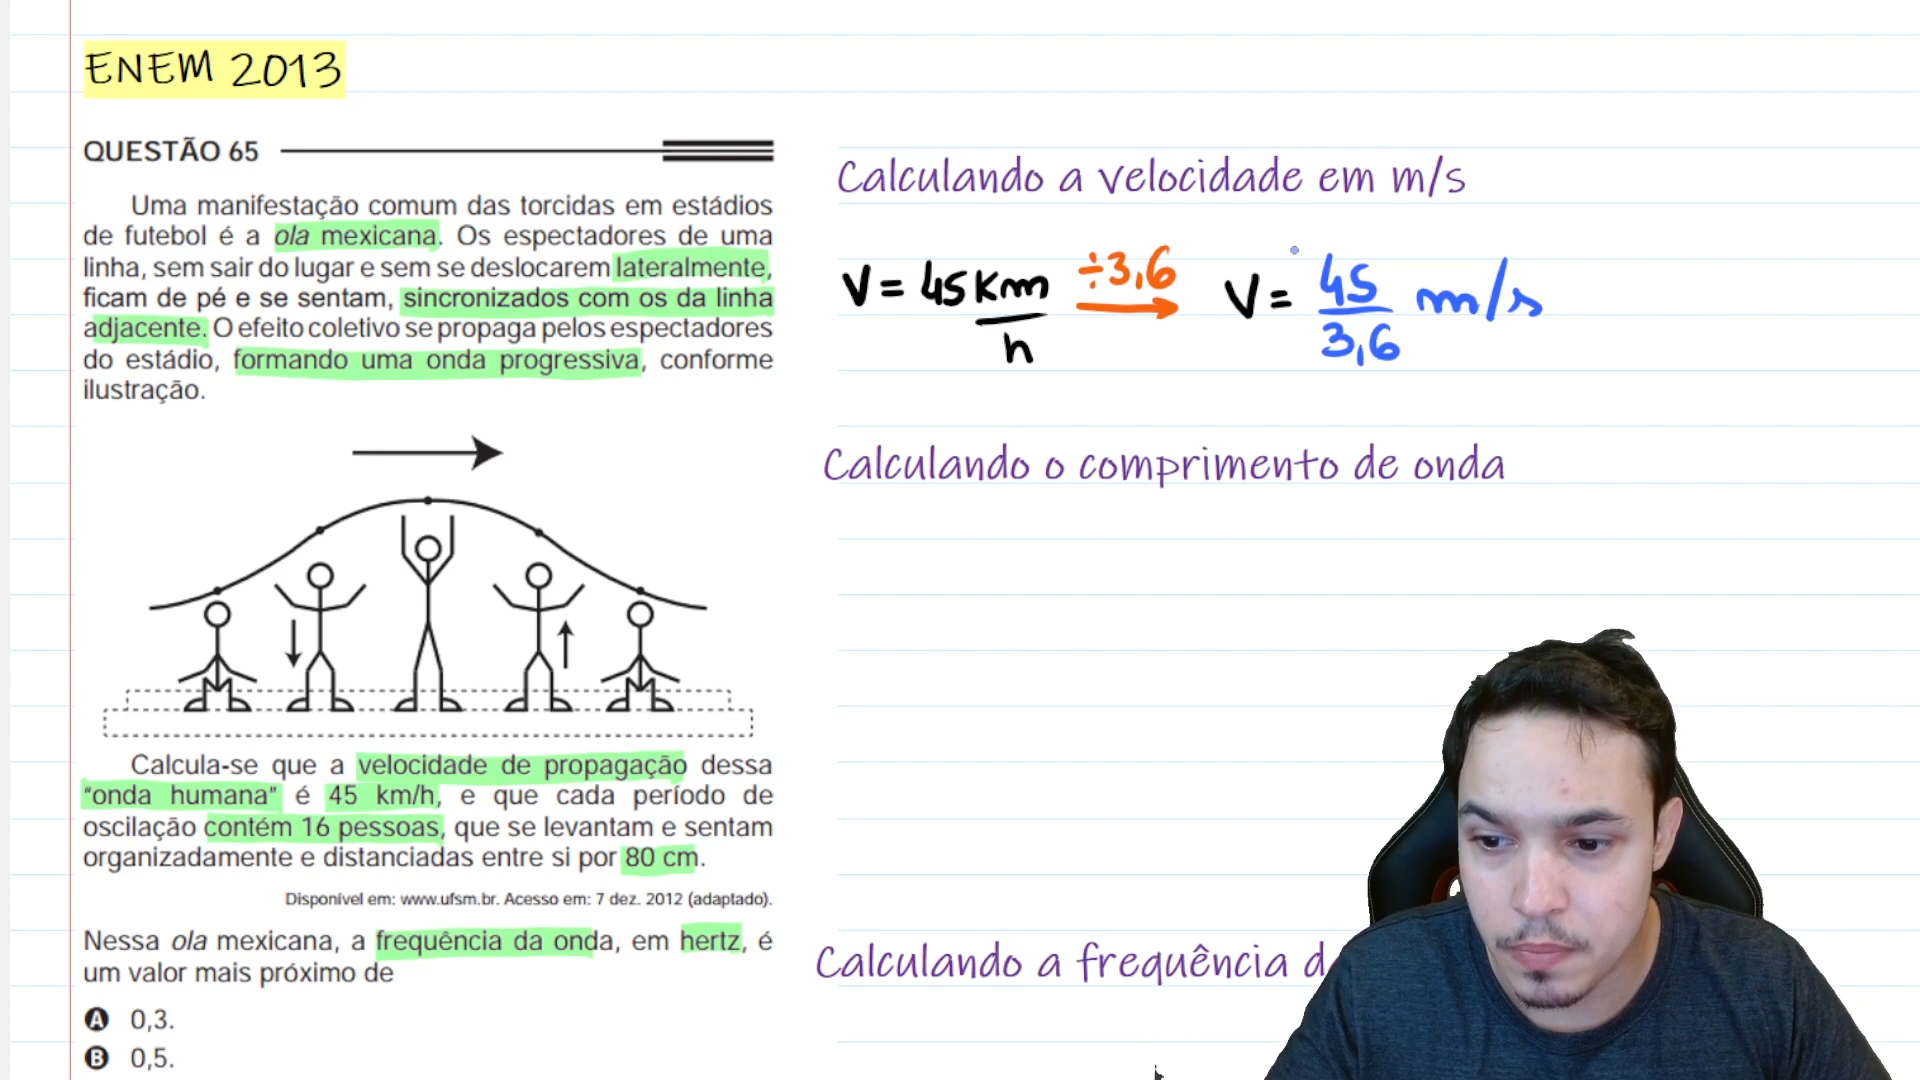 ENEM 2013
QUESTÃO 65
Uma manifestação comum das torcidas em estádios
de futebol é a ola mexicana. Os espectadores de uma
linha, sem sair do lugar e sem se deslocarem lateralmente,
ficam de pé e se sentam, sincronizados com os da linha
adjacente. O efeito coletivo se propaga pelos espectadores
do estádio, formando uma onda progressiva, conforme
ilustração.
Calcula-se que a velocidade de propagação dessa
“onda humana” é 45 km/h, e que cada período de
oscilação contém 16 pessoas, que se levantam e sentam
organizadamente e distanciadas entre si por 80 cm.
Disponível em: www.ufsm.br. Acesso em: 7 dez. 2012 (adaptado).
Nessa ola mexicana, a frequência da onda, em hertz, é
um valor mais próximo de
A 0,3.
B 0,5.
Calculando a velocidade em m/s
V = 45 Km/h ÷3,6 V = 45/3,6 m/s
Calculando o comprimento de onda
Calculando a frequência d